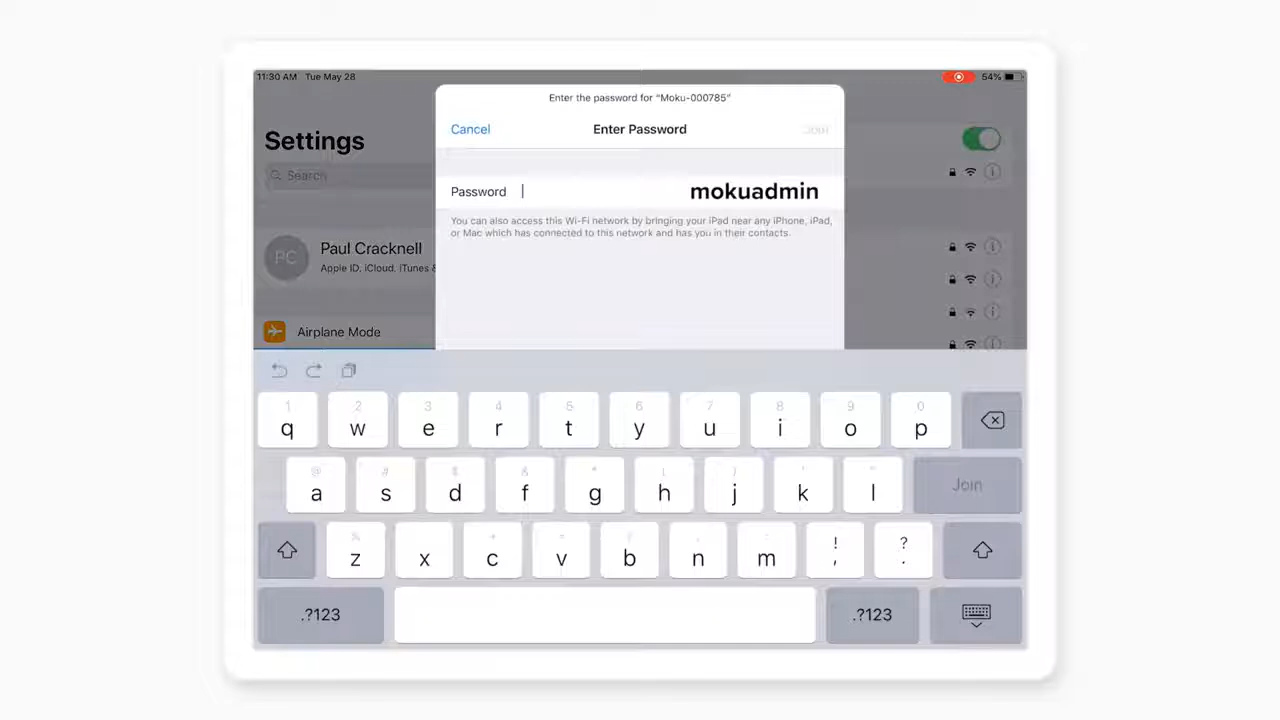 11:30 AM Tue May 28
54%
Enter the password for “Moku-000785”
Cancel
Enter Password
Join
Settings
Search
Password
mokuadmin
You can also access this Wi-Fi network by bringing your iPad near any iPhone, iPad,
or Mac which has connected to this network and has you in their contacts.
PC
Paul Cracknell
Apple ID, iCloud, iTunes &
Airplane Mode
1 2 3 4 5 6 7 8 9 0
q w e r t y u i o p
@ # $
a s d f g h j k l
Join
%
z x c v b n m ! , ? .
.?123
.?123